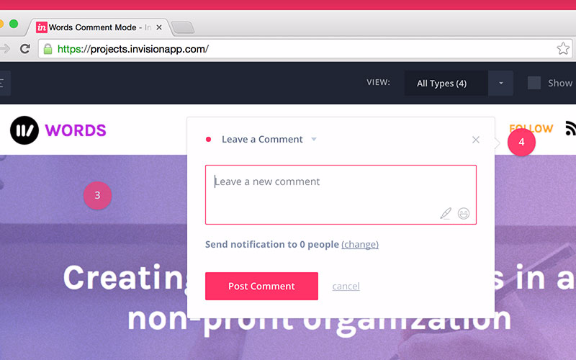 in Words Comment Mode - In
https://projects.invisionapp.com/
VIEW: All Types (4) Show
WORDS
FOLLOW
Leave a Comment
4
Leave a new comment
3
Send notification to 0 people (change)
Creating
s in a
Post Comment cancel
non-profit organization